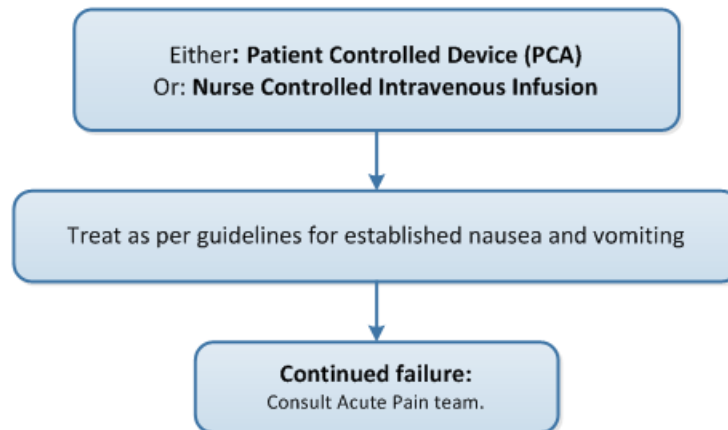 Either: Patient Controlled Device (PCA)
Or: Nurse Controlled Intravenous Infusion
Treat as per guidelines for established nausea and vomiting
Continued failure:
Consult Acute Pain team.